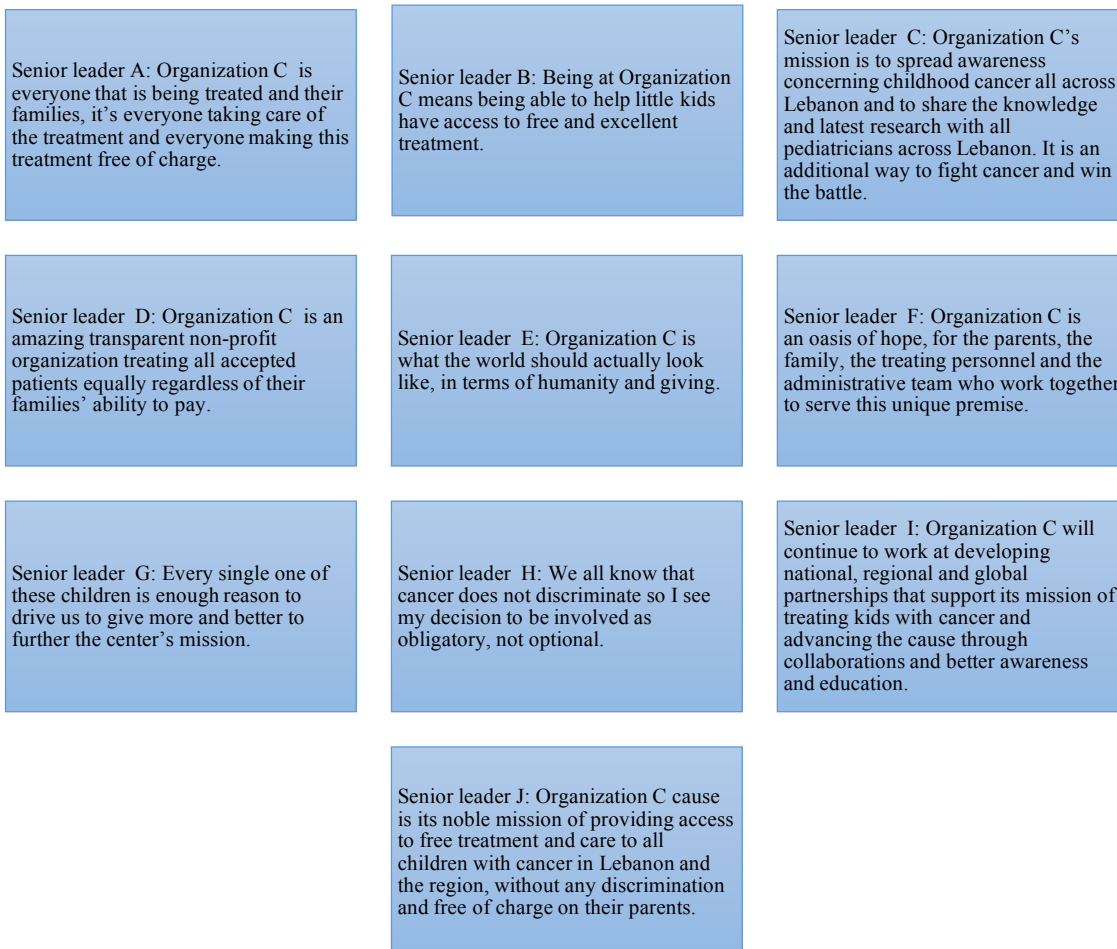 Senior leader A: Organization C is
everyone that is being treated and their
families, it's everyone taking care of
the treatment and everyone making this
treatment free of charge.
Senior leader B: Being at Organization
C means being able to help little kids
have access to free and excellent
treatment.
Senior leader C: Organization C's
mission is to spread awareness
concerning childhood cancer all across
Lebanon and to share the knowledge
and latest research with all
pediatricians across Lebanon. It is an
additional way to fight cancer and win
the battle.
Senior leader D: Organization C is an
amazing transparent non-profit
organization treating all accepted
patients equally regardless of their
families' ability to pay.
Senior leader E: Organization C is
what the world should actually look
like, in terms of humanity and giving.
Senior leader F: Organization C is
an oasis of hope, for the parents, the
family, the treating personnel and the
administrative team who work together
to serve this unique premise.
Senior leader G: Every single one of
these children is enough reason to
drive us to give more and better to
further the center's mission.
Senior leader H: We all know that
cancer does not discriminate so I see
my decision to be involved as
obligatory, not optional.
Senior leader I: Organization C will
continue to work at developing
national, regional and global
partnerships that support its mission of
treating kids with cancer and
advancing the cause through
collaborations and better awareness
and education.
Senior leader J: Organization C cause
is its noble mission of providing access
to free treatment and care to all
children with cancer in Lebanon and
the region, without any discrimination
and free of charge on their parents.